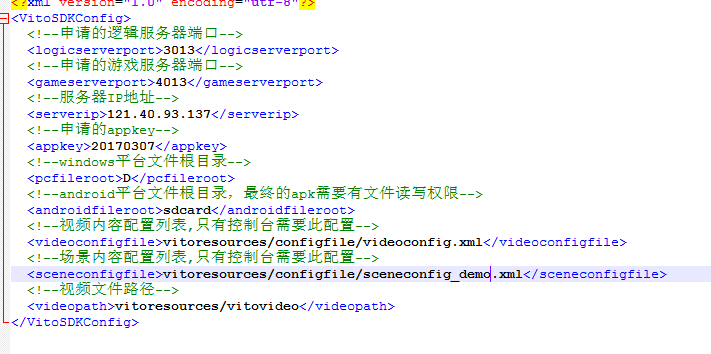 <?xml version="1.0" encoding="utf-8"?>
<VitoSDKConfig>
<!--申请的逻辑服务器端口-->
<logicserverport>3013</logicserverport>
<!--申请的游戏服务器端口-->
<gameserverport>4013</gameserverport>
<!--服务器IP地址-->
<serverip>121.40.93.137</serverip>
<!--申请的appkey-->
<appkey>20170307</appkey>
<!--windows平台文件根目录-->
<pcfileroot>D</pcfileroot>
<!--android平台文件根目录，最终的apk需要有文件读写权限-->
<androidfileroot>sdcard</androidfileroot>
<!--视频内容配置列表,只有控制台需要此配置-->
<videoconfigfile>vitoresources/configfile/videoconfig.xml</videoconfigfile>
<!--场景内容配置列表,只有控制台需要此配置-->
<sceneconfigfile>vitoresources/configfile/sceneconfig_demo.xml</sceneconfigfile>
<!--视频文件路径-->
<videopath>vitoresources/vitovideo</videopath>
</VitoSDKConfig>